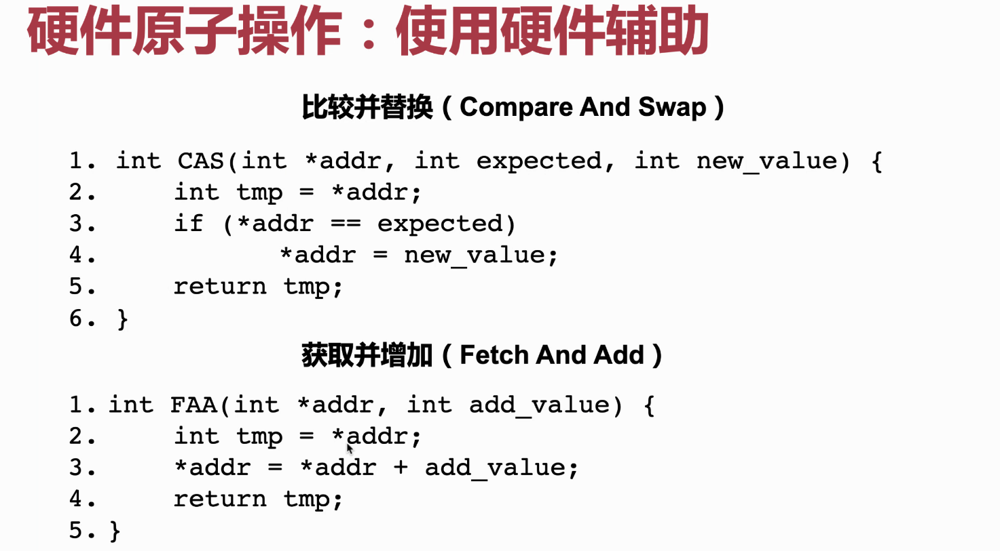 硬件原子操作：使用硬件辅助
比较并替换（Compare And Swap）
1. int CAS(int *addr, int expected, int new_value) {
2.     int tmp = *addr;
3.     if (*addr == expected)
4.            *addr = new_value;
5.     return tmp;
6. }
获取并增加（Fetch And Add）
1. int FAA(int *addr, int add_value) {
2.     int tmp = *addr;
3.     *addr = *addr + add_value;
4.     return tmp;
5. }